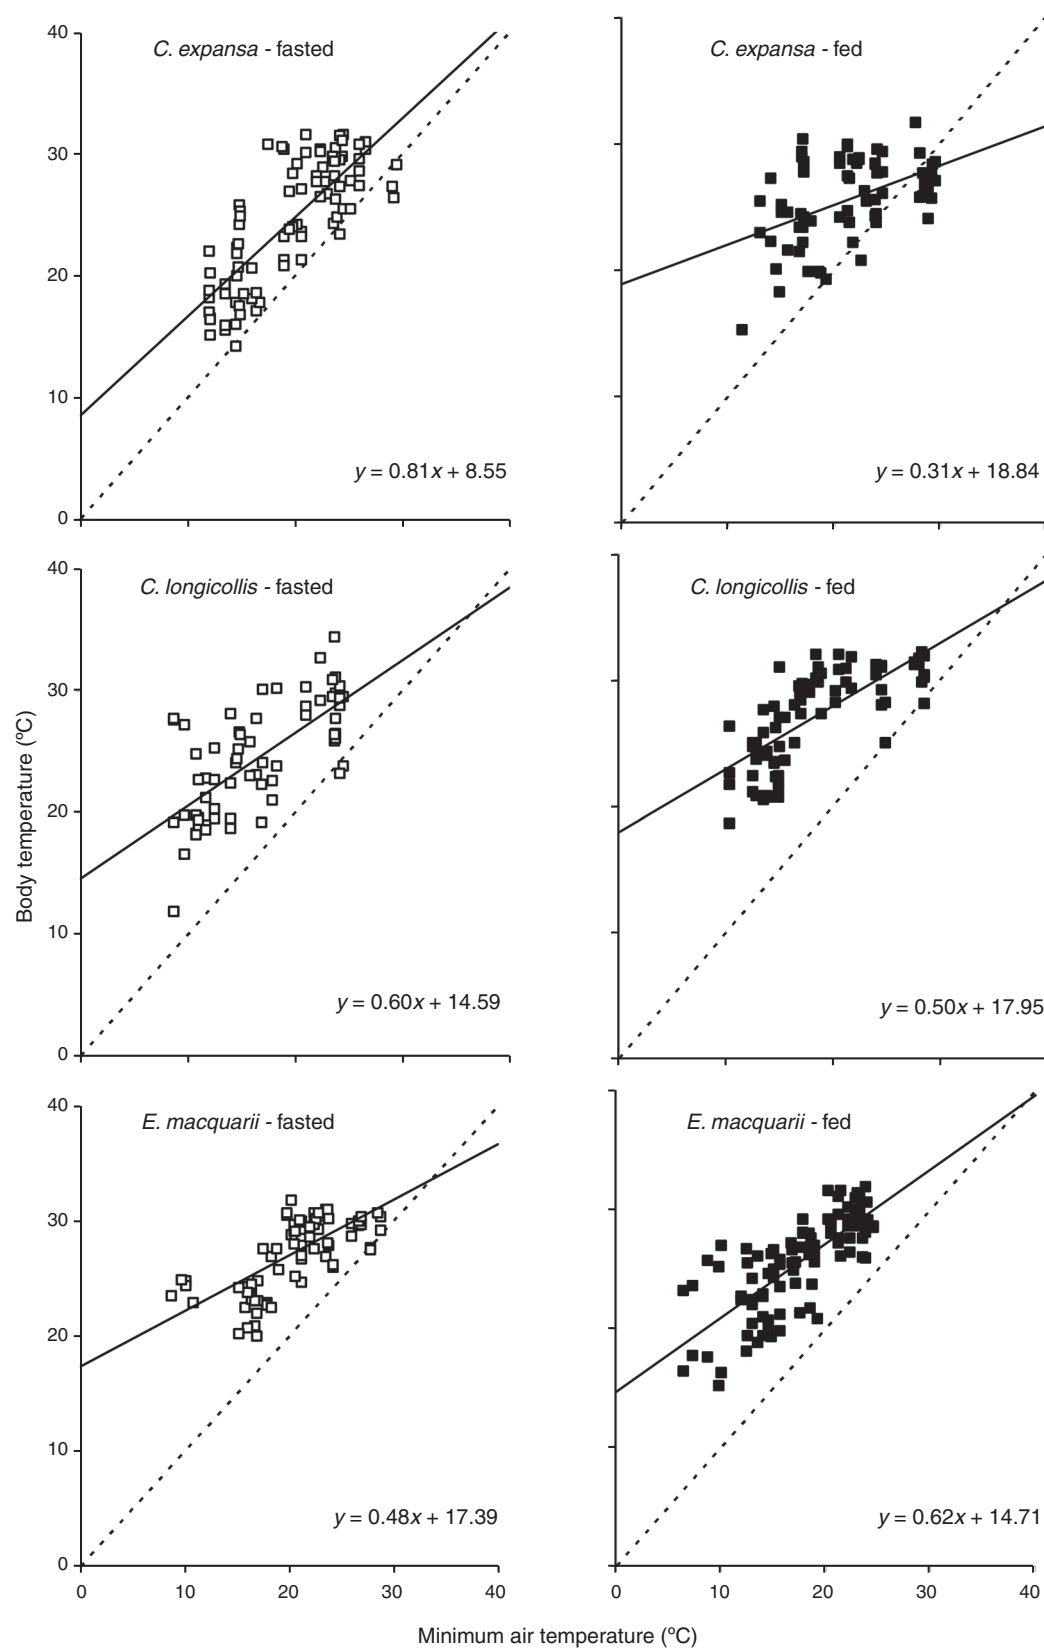 C. expansa - fasted
C. expansa - fed
40
30
20
10
0
y = 0.81x + 8.55
y = 0.31x + 18.84
C. longicollis - fasted
C. longicollis - fed
40
30
20
10
0
Body temperature (ºC)
y = 0.60x + 14.59
y = 0.50x + 17.95
E. macquarii - fasted
E. macquarii - fed
40
30
20
10
0
y = 0.48x + 17.39
y = 0.62x + 14.71
0 10 20 30 40
0 10 20 30 40
Minimum air temperature (ºC)